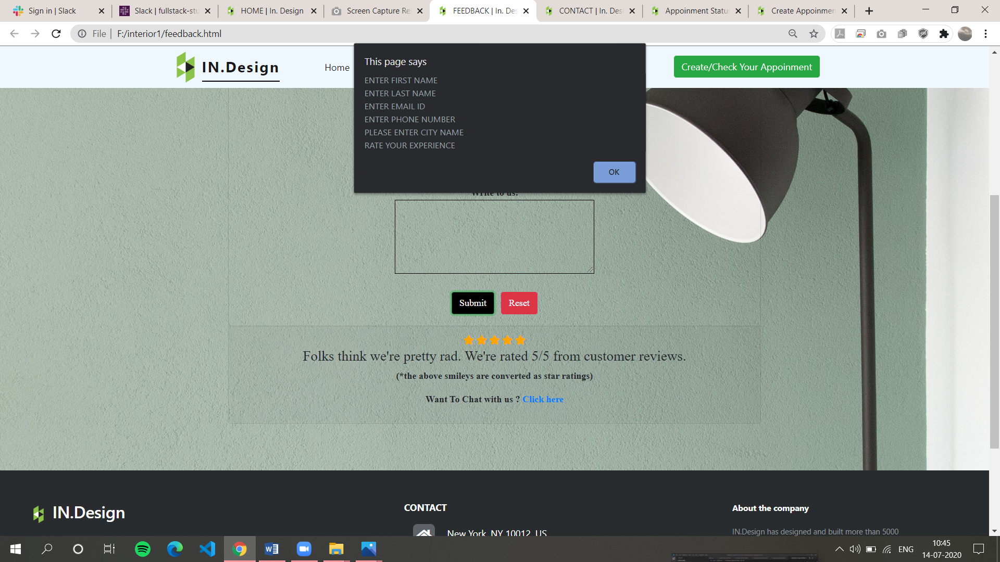 Sign in | Slack
Slack | fullstack-stu
HOME | In. Design
Screen Capture Re
FEEDBACK | In. Des
CONTACT | In. Desi
Appoinment Status
Create Appoinmen
File | F:/interior1/feedback.html
IN.Design
Home
Create/Check Your Appoinment
This page says
ENTER FIRST NAME
ENTER LAST NAME
ENTER EMAIL ID
ENTER PHONE NUMBER
PLEASE ENTER CITY NAME
RATE YOUR EXPERIENCE
OK
Write to us:
Submit Reset
Folks think we're pretty rad. We're rated 5/5 from customer reviews.
(*the above smileys are converted as star ratings)
Want To Chat with us ? Click here
IN.Design
CONTACT
New York, NY 10012, US
About the company
IN.Design has designed and built more than 5000
ENG
10:45
14-07-2020